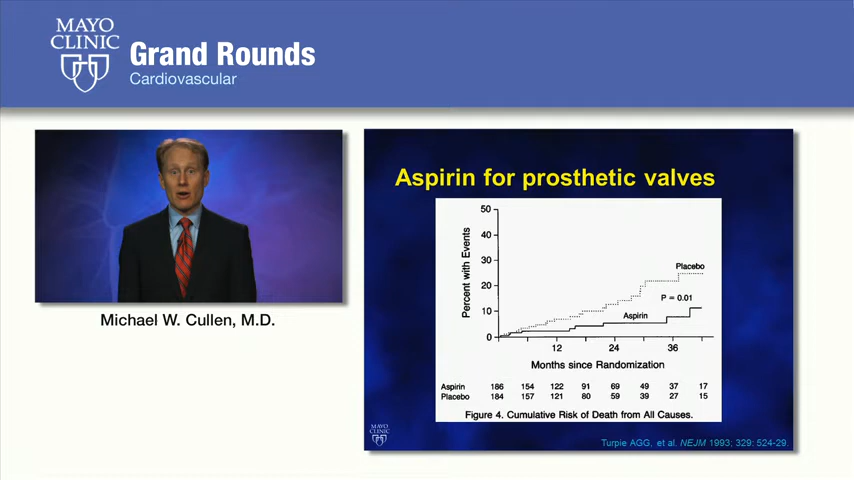 MAYO
CLINIC
Grand Rounds
Cardiovascular
Michael W. Cullen, M.D.
Aspirin for prosthetic valves
50
40
30
20
10
0
Percent with Events
Placebo
P = 0.01
Aspirin
12 24 36
Months since Randomization
Aspirin 186 154 122 91 69 49 37 17
Placebo 184 157 121 80 59 39 27 15
Figure 4. Cumulative Risk of Death from All Causes.
MAYO
CLINIC
Turpie AGG, et al. NEJM 1993; 329: 524-29.